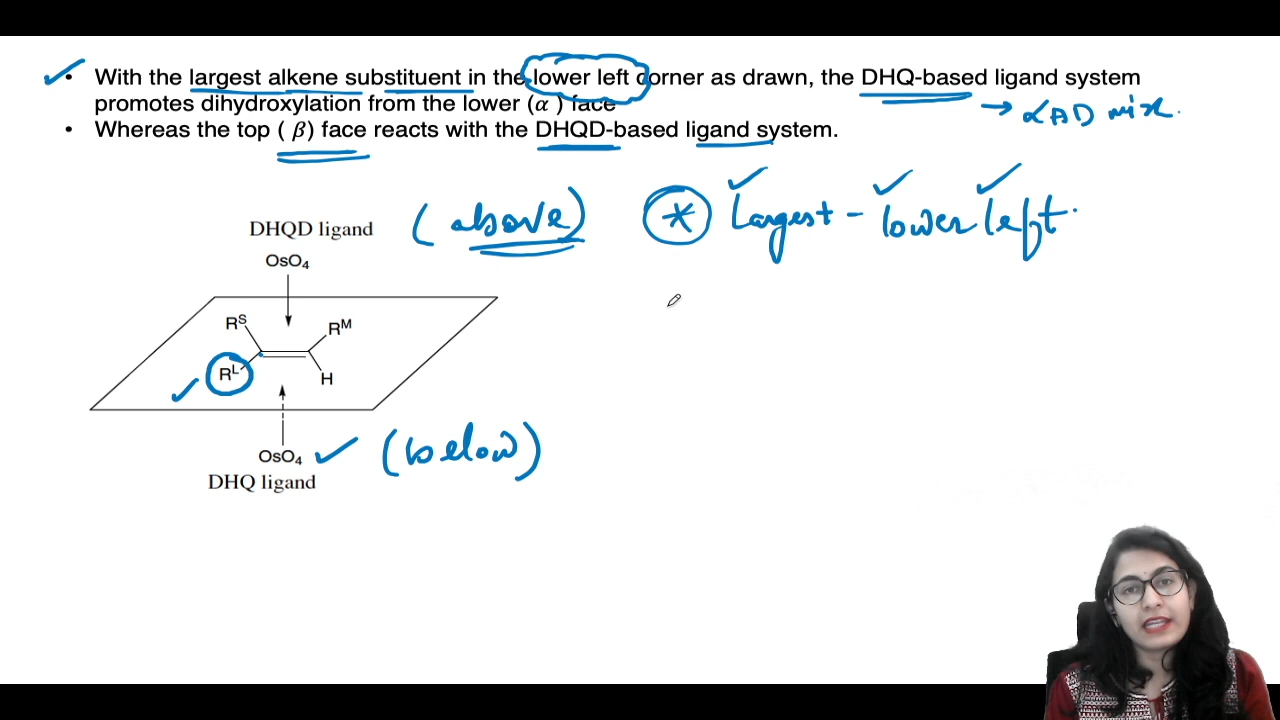 • With the largest alkene substituent in the lower left corner as drawn, the DHQ-based ligand system
promotes dihydroxylation from the lower (α ) face
→ αAD mix.
• Whereas the top ( β) face reacts with the DHQD-based ligand system.
DHQD ligand (above) * Largest - lower left.
OsO₄
Rˢ Rᴹ
Rᴸ H
OsO₄ (below)
DHQ ligand